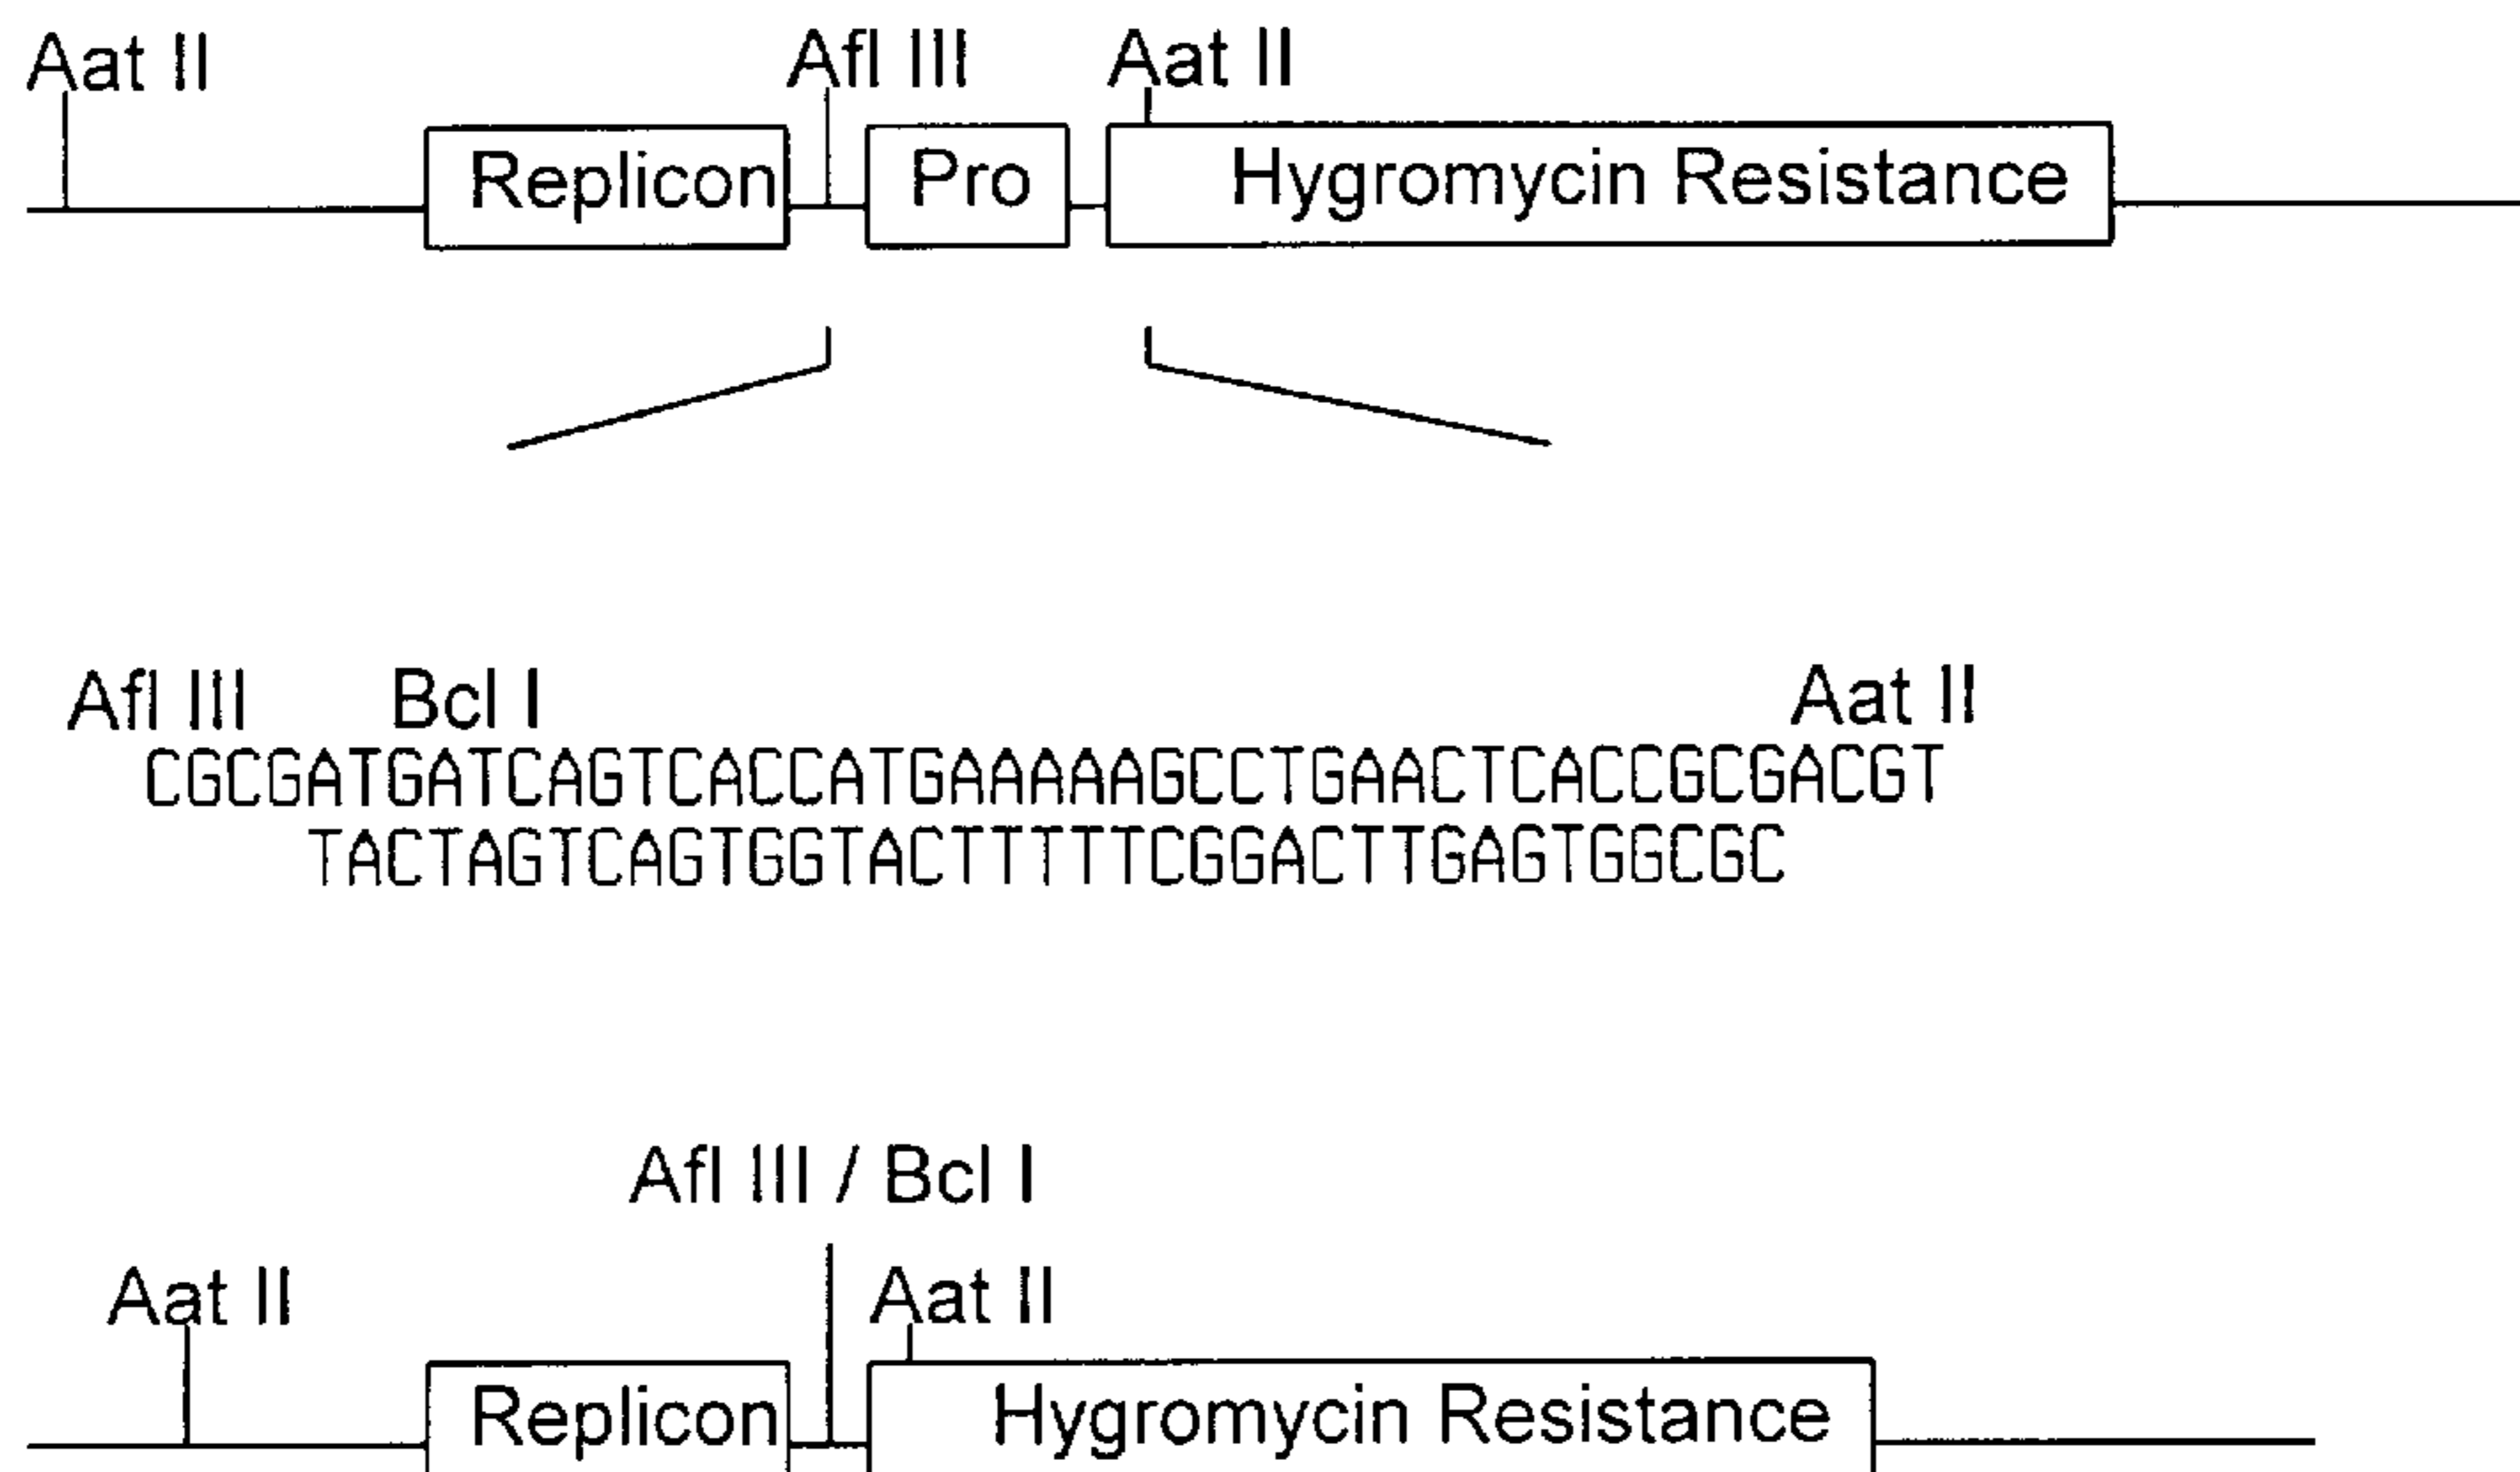 Aat II Afl III Aat II
Replicon Pro Hygromycin Resistance
Afl III Bcl I Aat II
CGCGATGATCAGTCACCATGAAAAAGCCTGAACTCACCGCGACGT
TACTAGTCAGTGGTACTTTTTCGGACTTGAGTGGCGC
Afl III / Bcl I
Aat II Aat II
Replicon Hygromycin Resistance